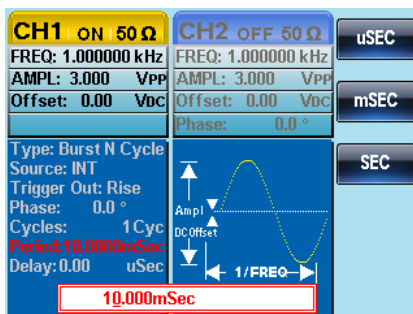 CH1 ON 50Ω
FREQ: 1.000000 kHz
AMPL: 3.000 VPP
Offset: 0.00 VDC
CH2 OFF 50Ω
FREQ: 1.000000 kHz
AMPL: 3.000 VPP
Offset: 0.00 VDC
Phase: 0.0 °
uSEC
mSEC
SEC
Type: Burst N Cycle
Source: INT
Trigger Out: Rise
Phase: 0.0 °
Cycles: 1 Cyc
Period:10.0000mSec
Delay:0.00 uSec
Ampl
DC Offset
1/FREQ
10.000mSec